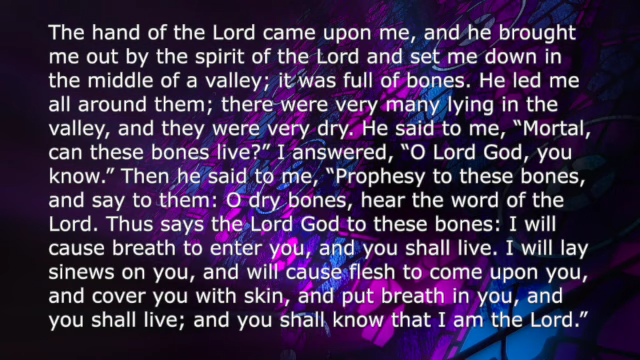 The hand of the Lord came upon me, and he brought
me out by the spirit of the Lord and set me down in
the middle of a valley; it was full of bones. He led me
all around them; there were very many lying in the
valley, and they were very dry. He said to me, “Mortal,
can these bones live?” I answered, “O Lord God, you
know.” Then he said to me, “Prophesy to these bones,
and say to them: O dry bones, hear the word of the
Lord. Thus says the Lord God to these bones: I will
cause breath to enter you, and you shall live. I will lay
sinews on you, and will cause flesh to come upon you,
and cover you with skin, and put breath in you, and
you shall live; and you shall know that I am the Lord.”